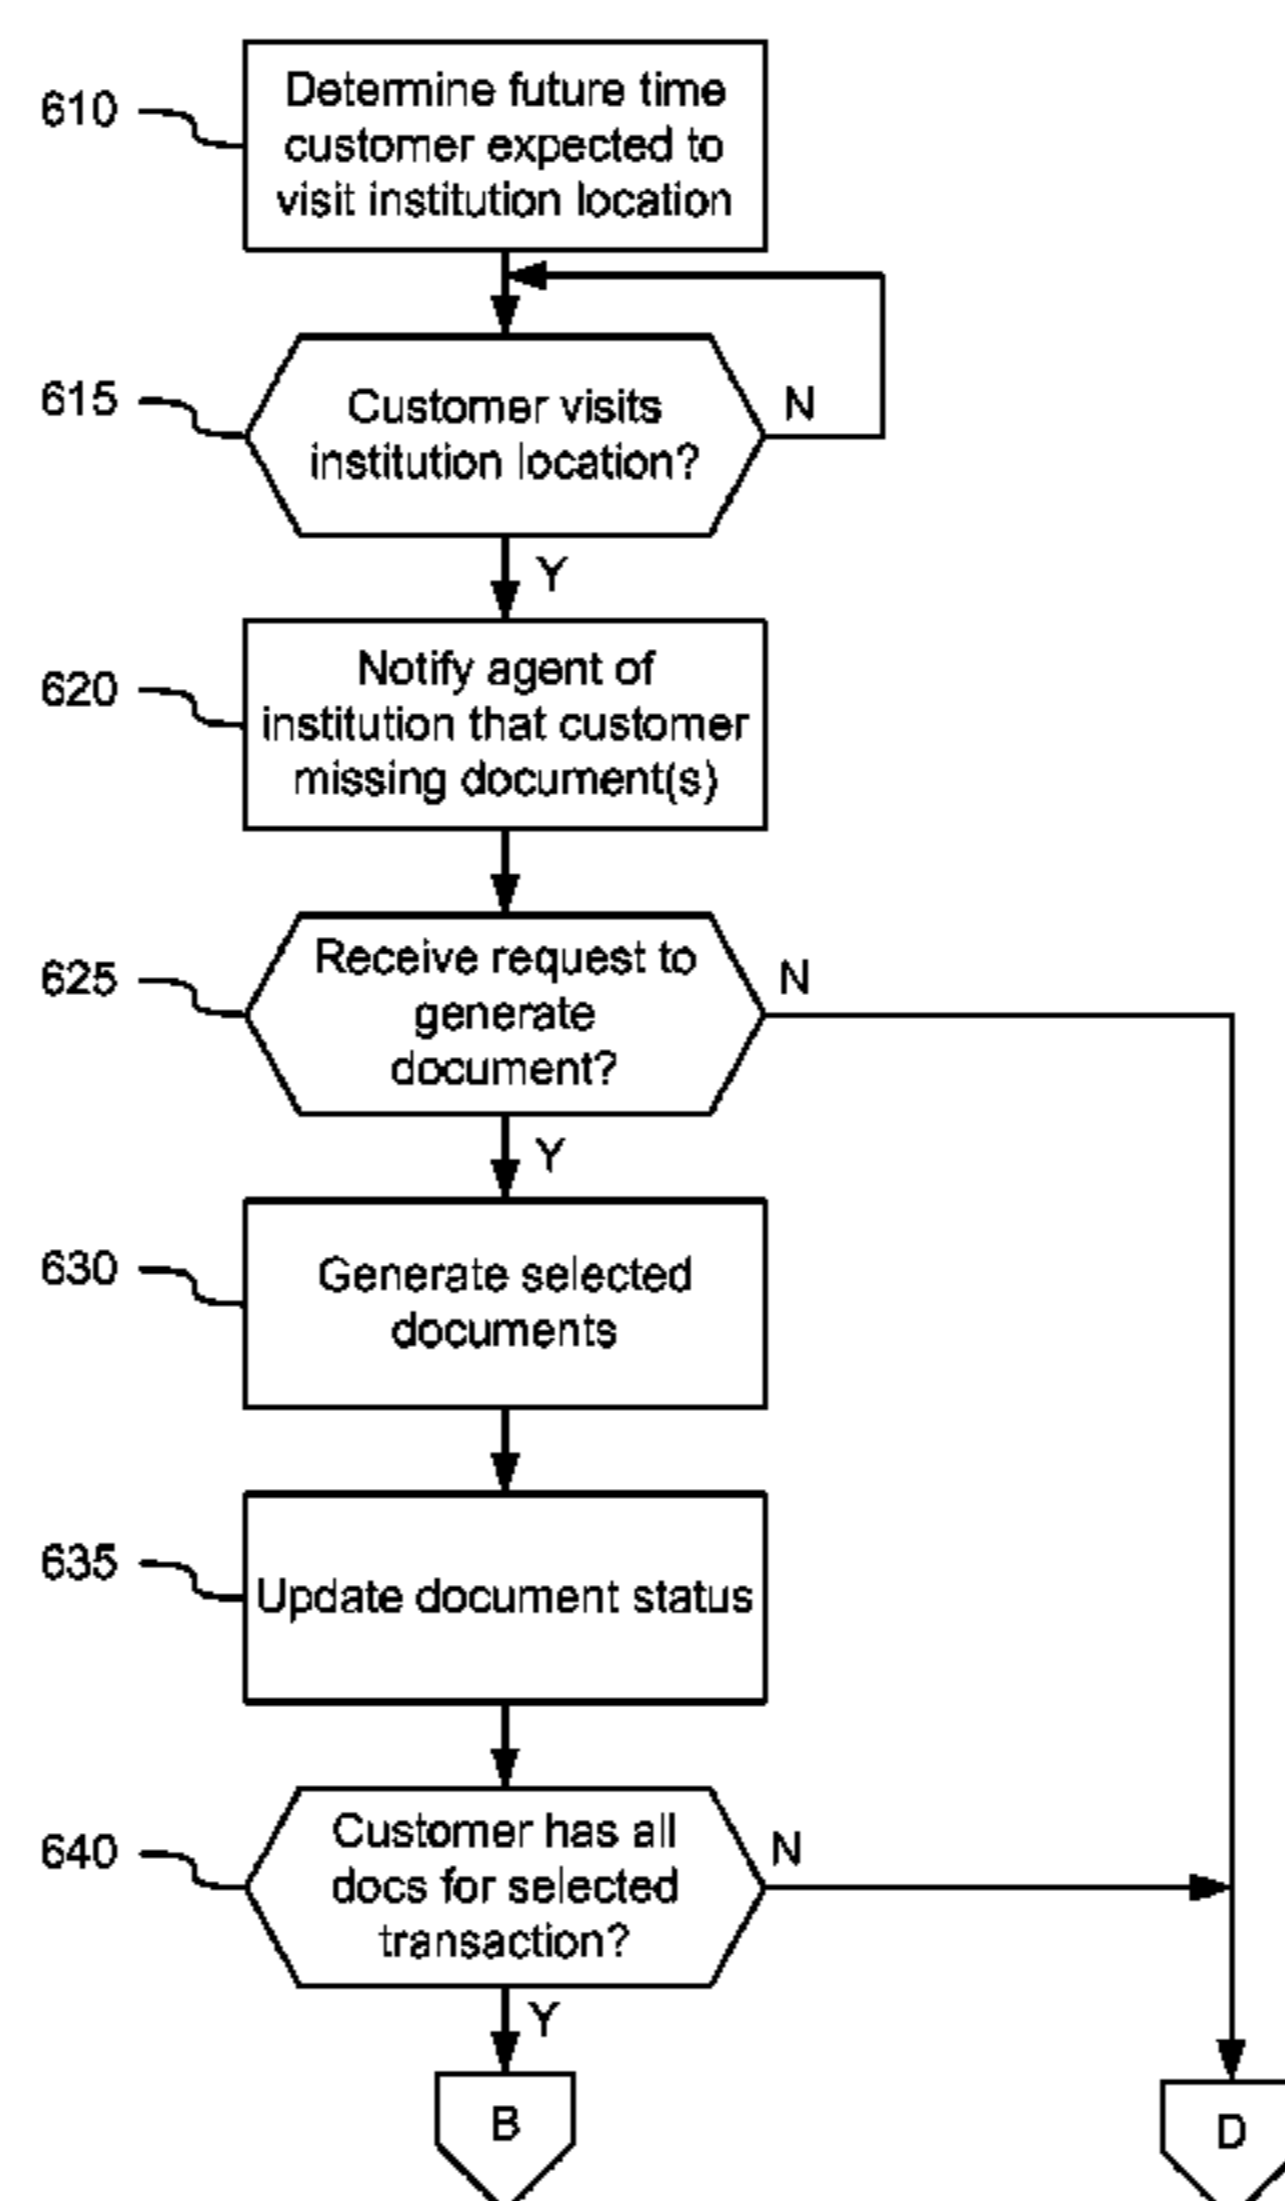 610
Determine future time
customer expected to
visit institution location
615
Customer visits
institution location?
N
Y
620
Notify agent of
institution that customer
missing document(s)
625
Receive request to
generate
document?
N
Y
630
Generate selected
documents
635
Update document status
640
Customer has all
docs for selected
transaction?
N
Y
B
D